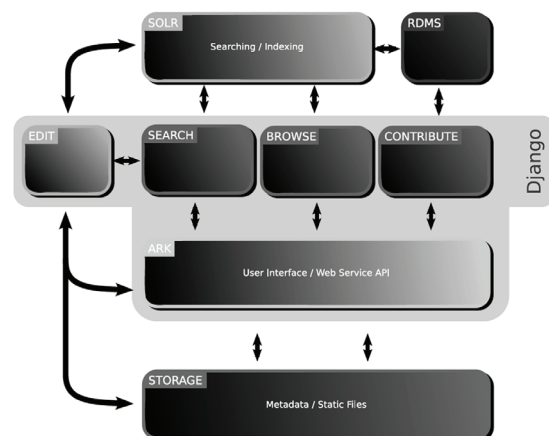 SOLR
Searching / Indexing
RDMS
EDIT
SEARCH
BROWSE
CONTRIBUTE
Django
ARK
User Interface / Web Service API
STORAGE
Metadata / Static Files